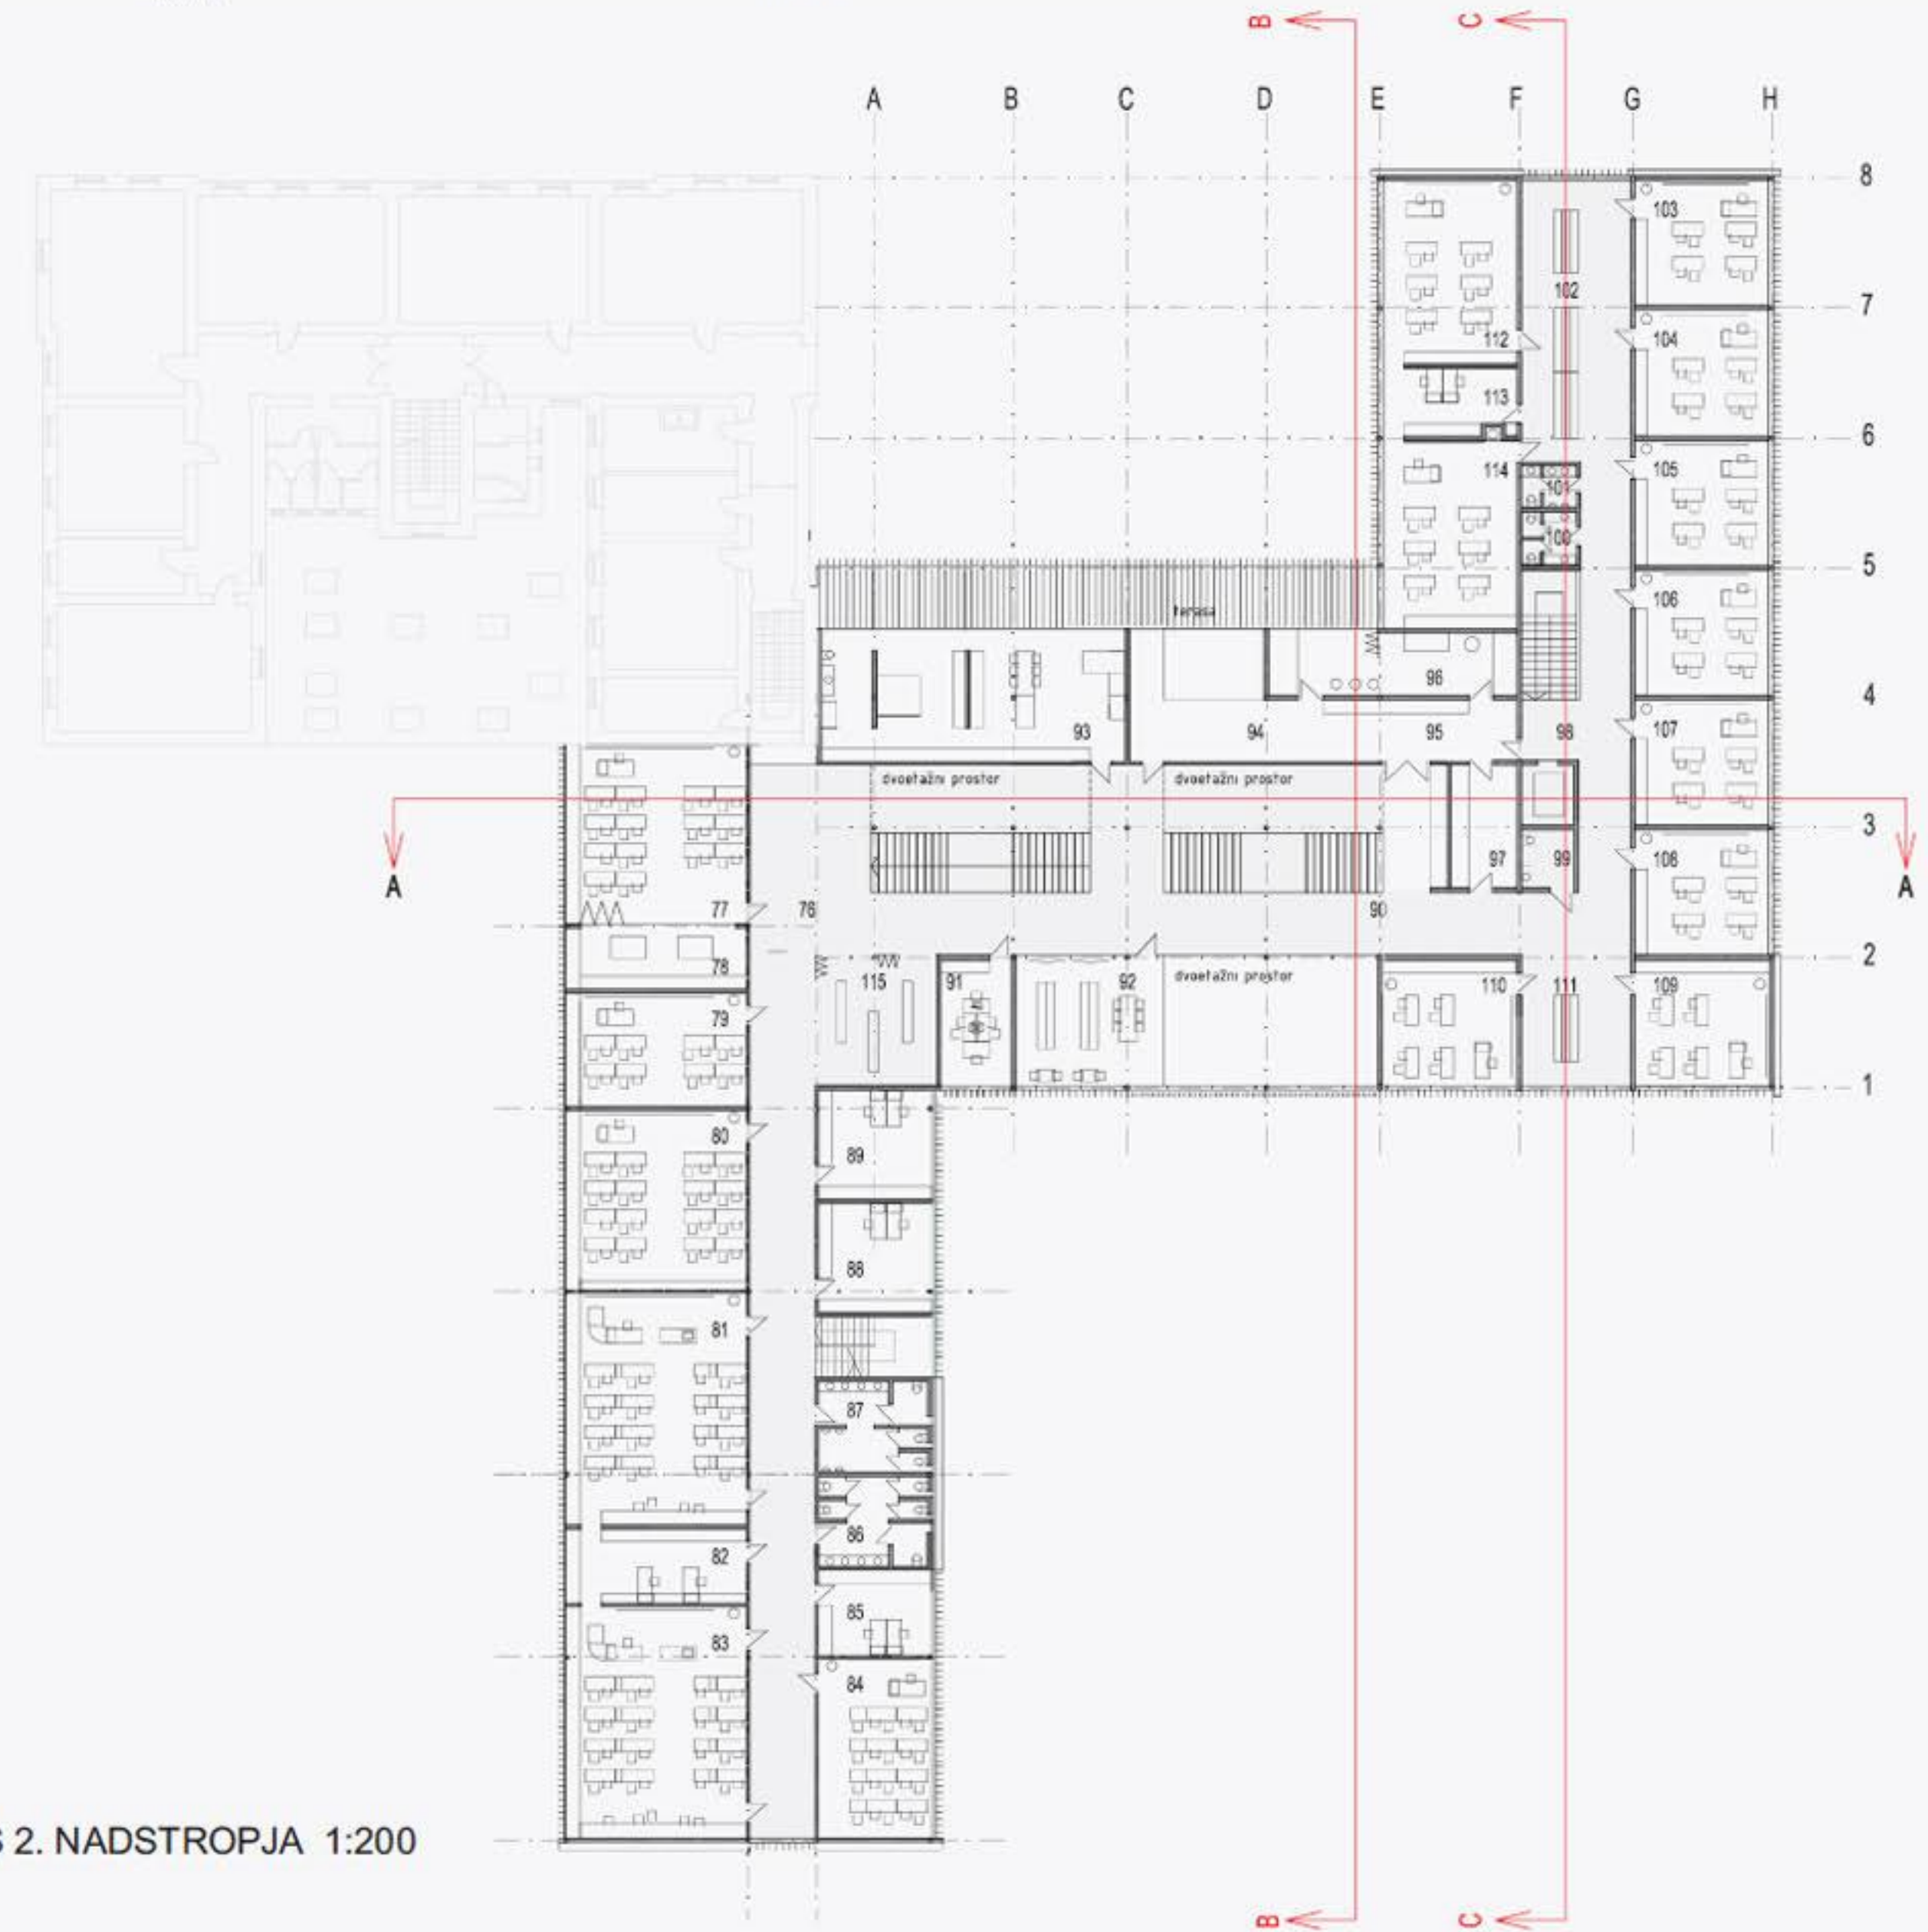 B C
A B C D E F G H
8
103
102
7
112 104
113
6
114 105
101
100
5
106
terasa
96
4
93 94 95 98 107
dvoetažni prostor dvoetažni prostor
3
A 97 99 108 A
77 76 90
2
78 115 91 92 dvoetažni prostor 110 111 109
79
1
80 89
88
81
87
86
82
85
83
84
2. NADSTROPJA 1:200
B C